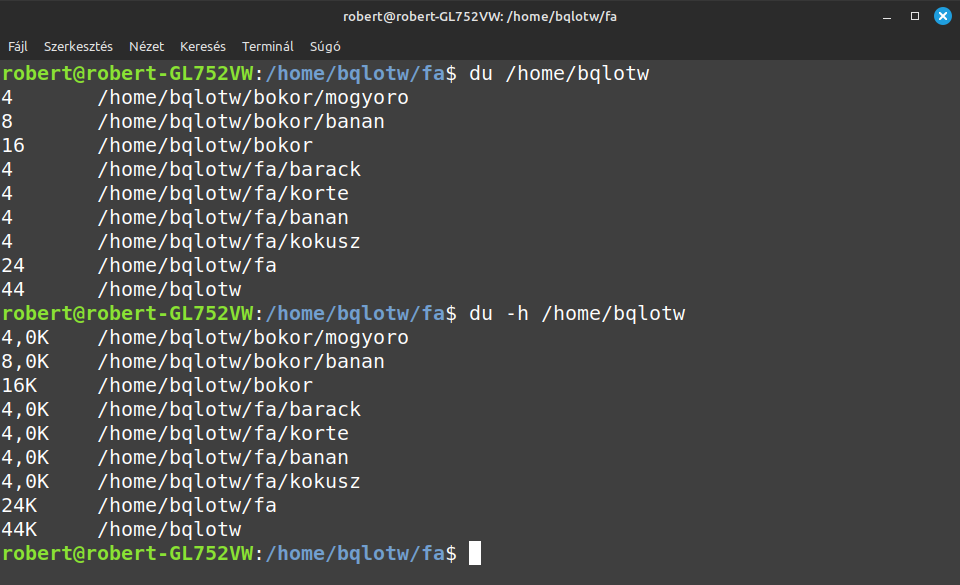 robert@robert-GL752VW: /home/bqlotw/fa
Fájl Szerkesztés Nézet Keresés Terminál Súgó
robert@robert-GL752VW:/home/bqlotw/fa$ du /home/bqlotw
4 /home/bqlotw/bokor/mogyoro
8 /home/bqlotw/bokor/banan
16 /home/bqlotw/bokor
4 /home/bqlotw/fa/barack
4 /home/bqlotw/fa/korte
4 /home/bqlotw/fa/banan
4 /home/bqlotw/fa/kokusz
24 /home/bqlotw/fa
44 /home/bqlotw
robert@robert-GL752VW:/home/bqlotw/fa$ du -h /home/bqlotw
4,0K /home/bqlotw/bokor/mogyoro
8,0K /home/bqlotw/bokor/banan
16K /home/bqlotw/bokor
4,0K /home/bqlotw/fa/barack
4,0K /home/bqlotw/fa/korte
4,0K /home/bqlotw/fa/banan
4,0K /home/bqlotw/fa/kokusz
24K /home/bqlotw/fa
44K /home/bqlotw
robert@robert-GL752VW:/home/bqlotw/fa$